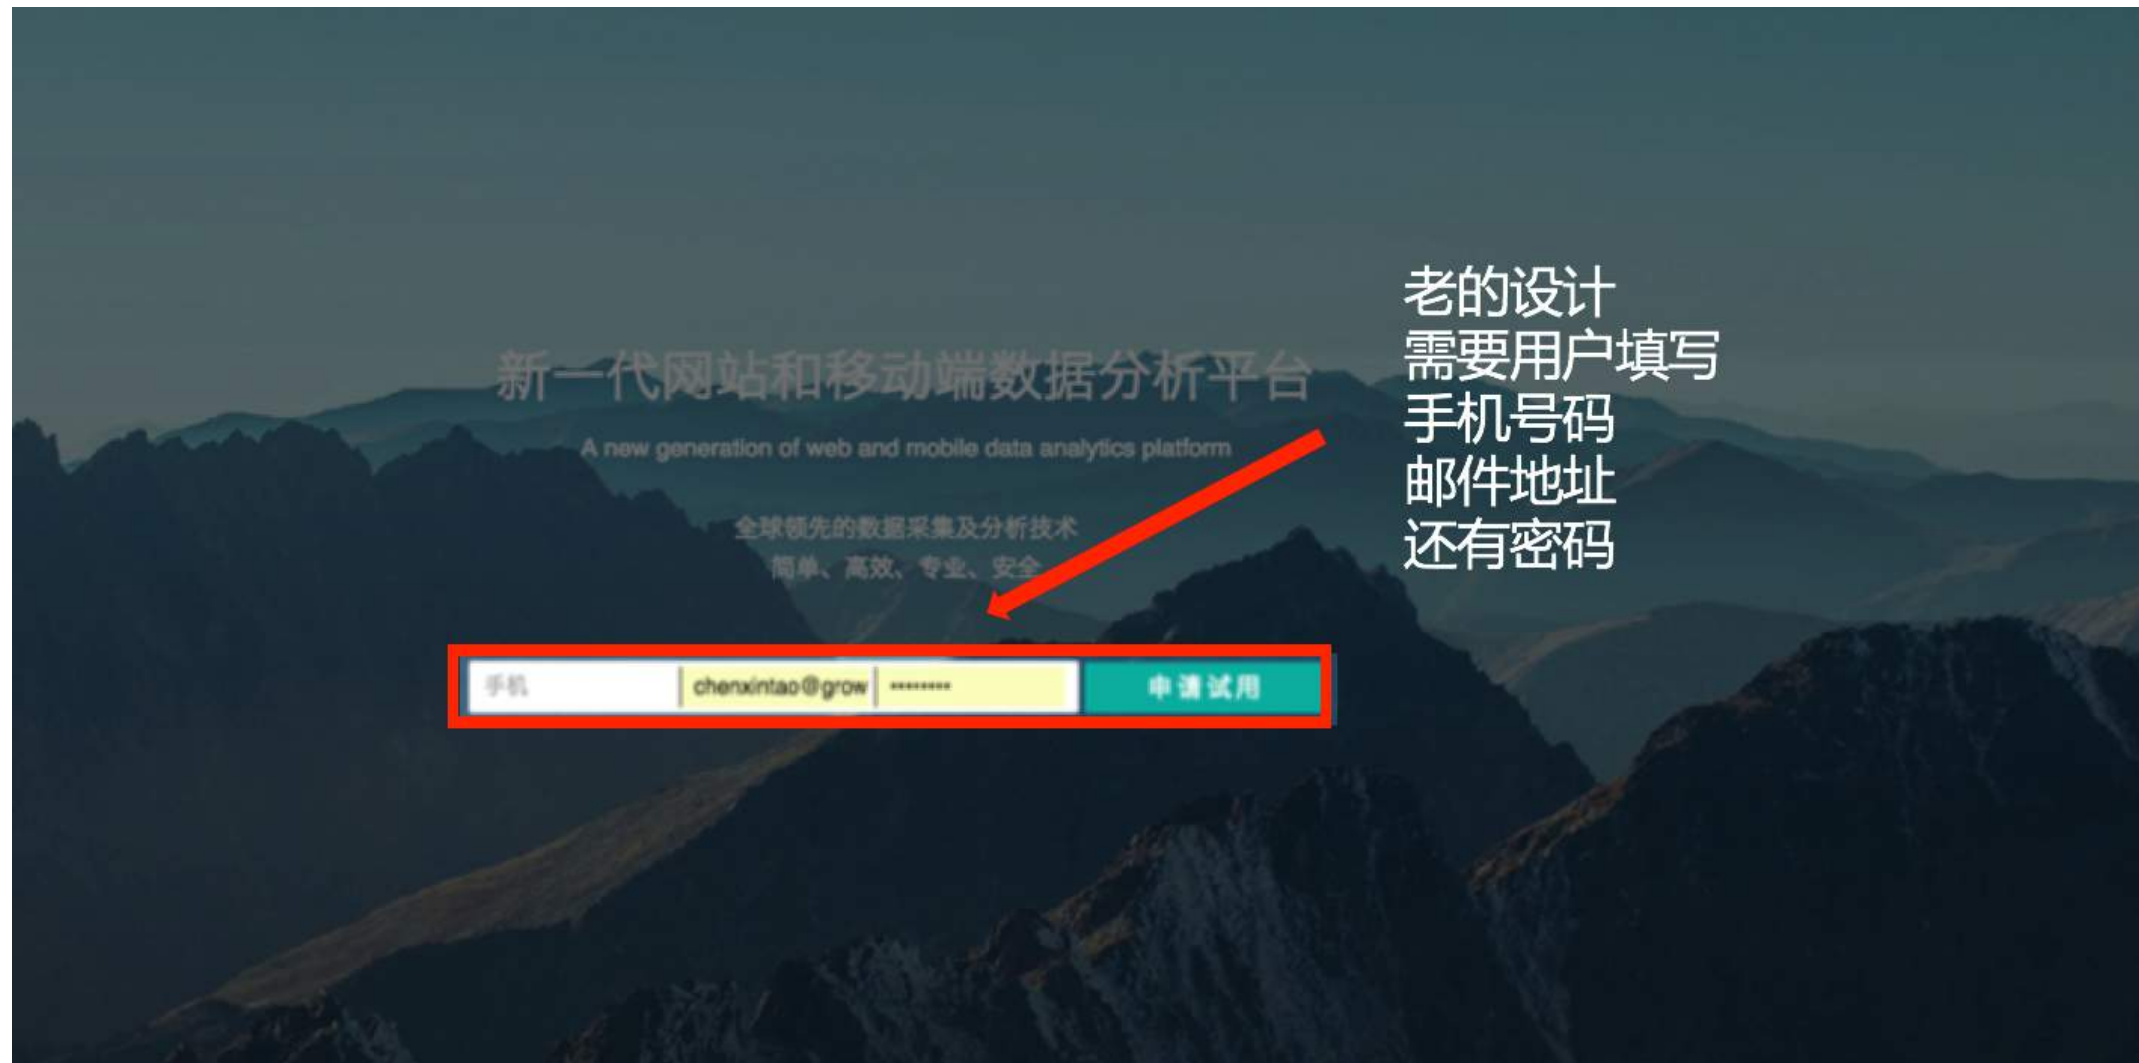 老的设计
需要用户填写
手机号码
邮件地址
还有密码
新一代网站和移动端数据分析平台
A new generation of web and mobile data analytics platform
全球领先的数据采集及分析技术
简单、高效、专业、安全
手机 chenxintao@grow ········ 申请试用